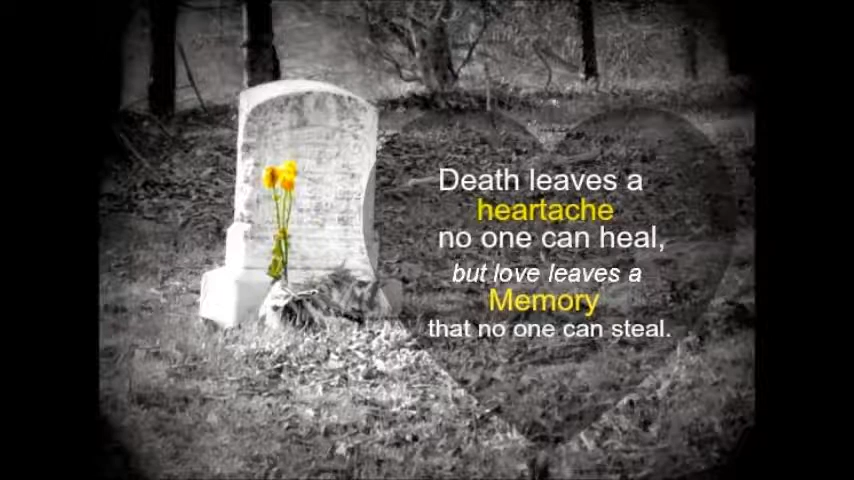 Death leaves a
heartache
no one can heal,
but love leaves a
Memory
that no one can steal.